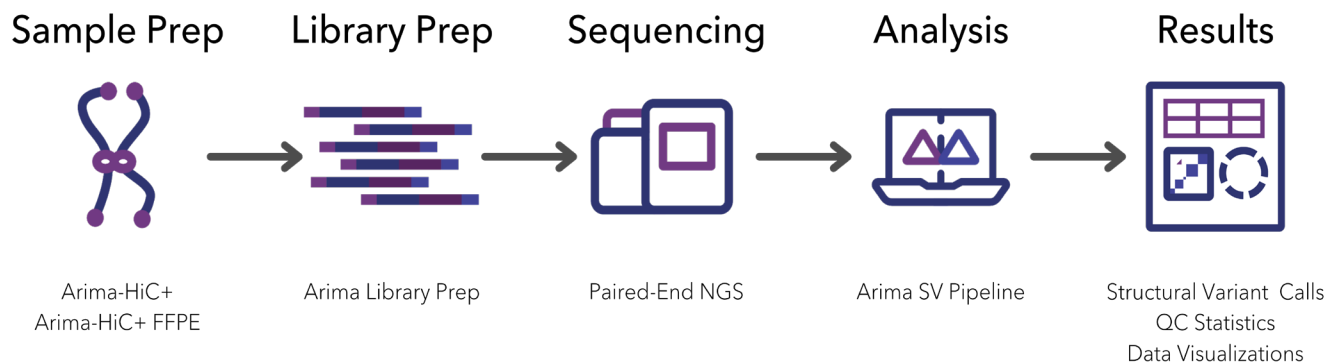 Sample Prep
Library Prep
Sequencing
Analysis
Results
Arima-HiC+
Arima-HiC+ FFPE
Arima Library Prep
Paired-End NGS
Arima SV Pipeline
Structural Variant Calls
QC Statistics
Data Visualizations